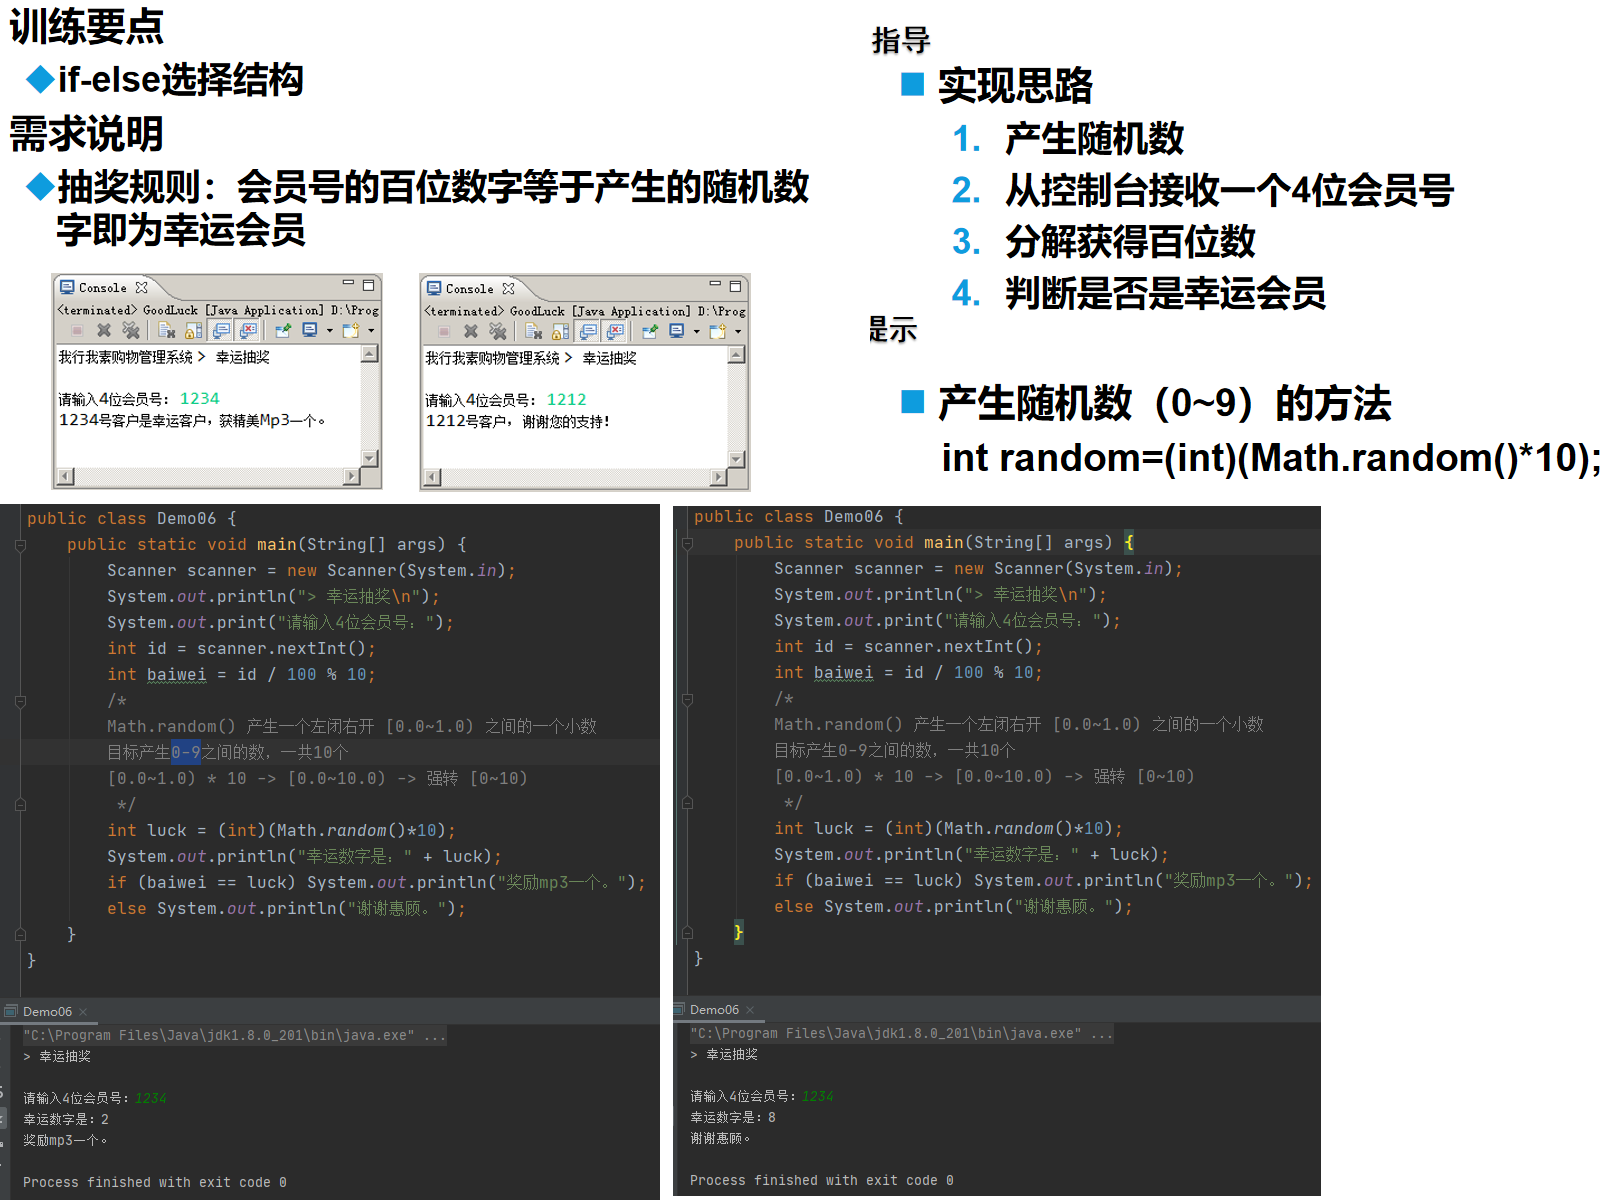 训练要点
◆if-else选择结构
需求说明
◆抽奖规则：会员号的百位数字等于产生的随机数
字即为幸运会员
Console
<terminated> GoodLuck [Java Application] D:\Prog
我行我素购物管理系统 > 幸运抽奖
请输入4位会员号：1234
1234号客户是幸运客户，获精美Mp3一个。
Console
<terminated> GoodLuck [Java Application] D:\Prog
我行我素购物管理系统 > 幸运抽奖
请输入4位会员号：1212
1212号客户，谢谢您的支持！
指导
■ 实现思路
1. 产生随机数
2. 从控制台接收一个4位会员号
3. 分解获得百位数
4. 判断是否是幸运会员
提示
■ 产生随机数（0~9）的方法
int random=(int)(Math.random()*10);
public class Demo06 {
public static void main(String[] args) {
Scanner scanner = new Scanner(System.in);
System.out.println("> 幸运抽奖\n");
System.out.print("请输入4位会员号：");
int id = scanner.nextInt();
int baiwei = id / 100 % 10;
/*
Math.random() 产生一个左闭右开 [0.0~1.0) 之间的一个小数
目标产生0-9之间的数，一共10个
[0.0~1.0) * 10 -> [0.0~10.0) -> 强转 [0~10)
*/
int luck = (int)(Math.random()*10);
System.out.println("幸运数字是：" + luck);
if (baiwei == luck) System.out.println("奖励mp3一个。");
else System.out.println("谢谢惠顾。");
}
}
Demo06
"C:\Program Files\Java\jdk1.8.0_201\bin\java.exe" ...
> 幸运抽奖
请输入4位会员号：1234
幸运数字是：2
奖励mp3一个。
Process finished with exit code 0
public class Demo06 {
public static void main(String[] args) {
Scanner scanner = new Scanner(System.in);
System.out.println("> 幸运抽奖\n");
System.out.print("请输入4位会员号：");
int id = scanner.nextInt();
int baiwei = id / 100 % 10;
/*
Math.random() 产生一个左闭右开 [0.0~1.0) 之间的一个小数
目标产生0-9之间的数，一共10个
[0.0~1.0) * 10 -> [0.0~10.0) -> 强转 [0~10)
*/
int luck = (int)(Math.random()*10);
System.out.println("幸运数字是：" + luck);
if (baiwei == luck) System.out.println("奖励mp3一个。");
else System.out.println("谢谢惠顾。");
}
}
Demo06
"C:\Program Files\Java\jdk1.8.0_201\bin\java.exe" ...
> 幸运抽奖
请输入4位会员号：1234
幸运数字是：8
谢谢惠顾。
Process finished with exit code 0